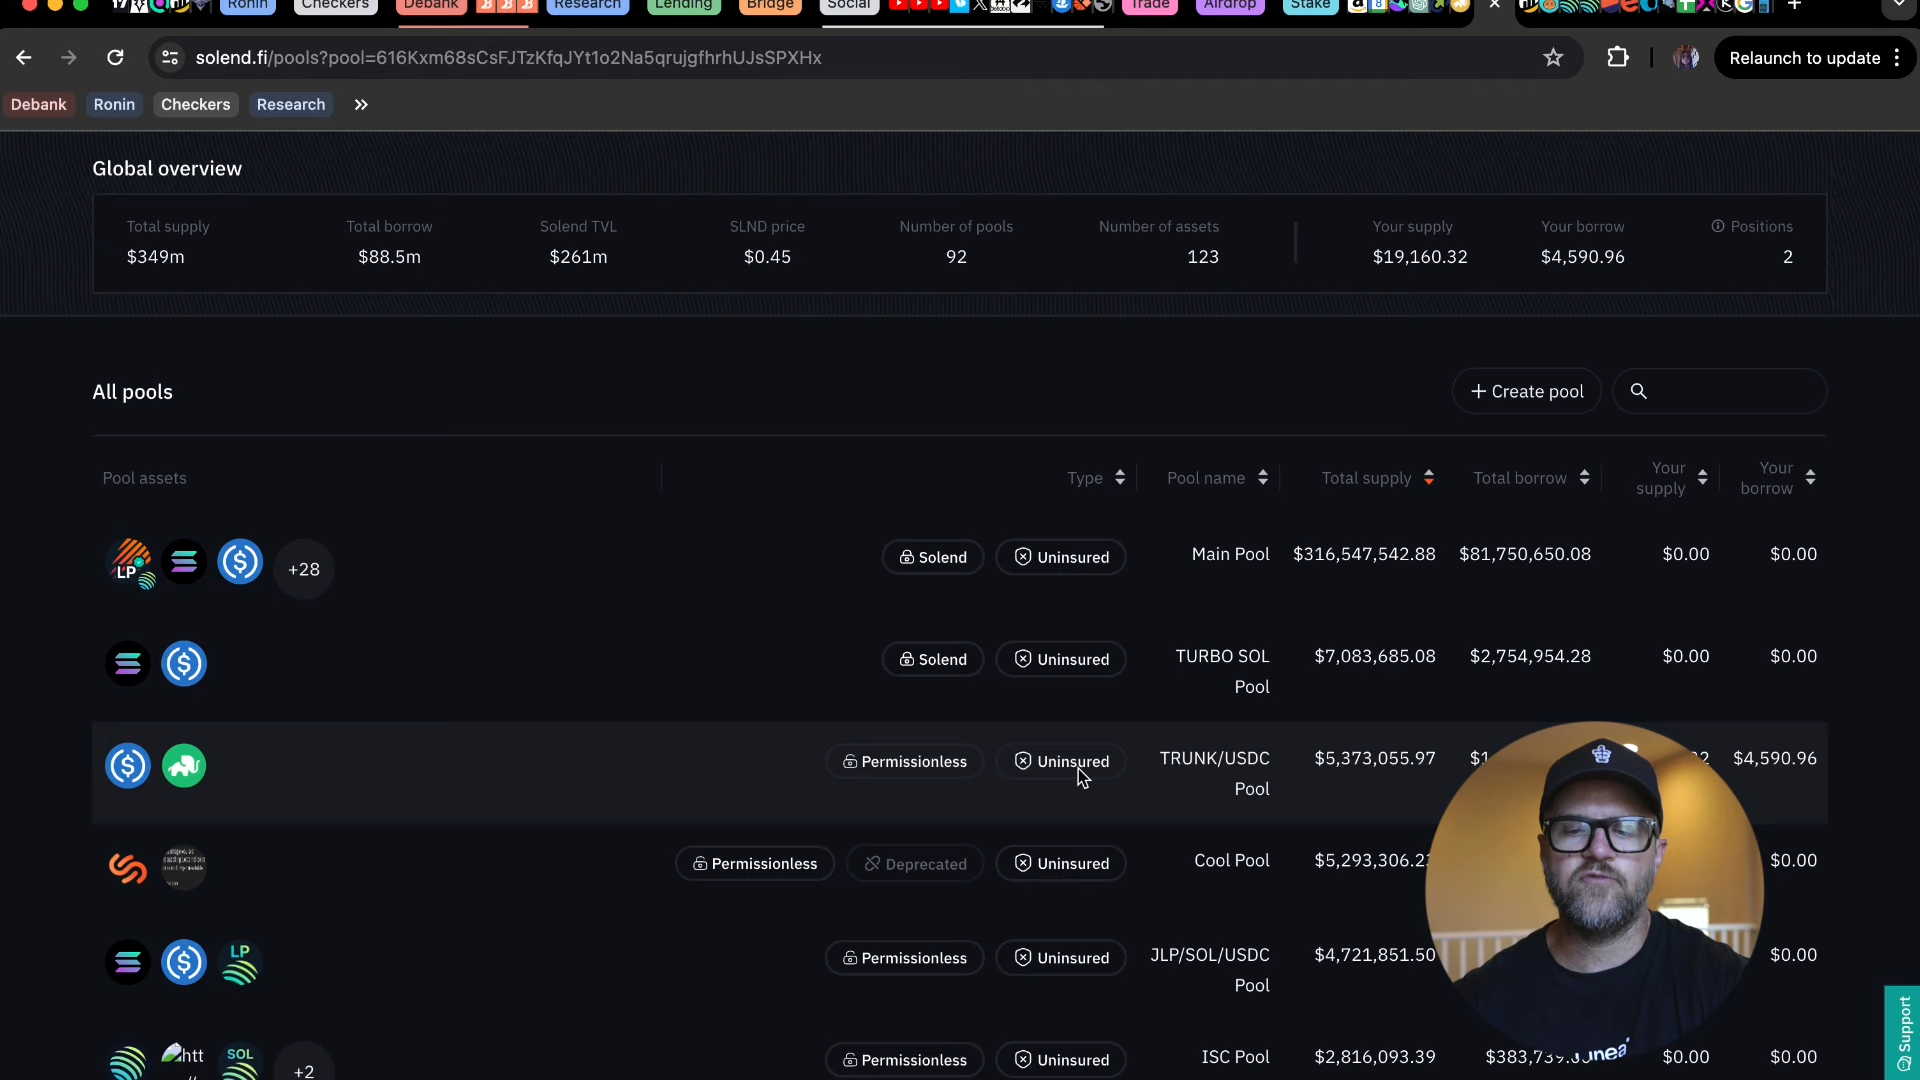 Ronin Checkers Debank Research Lending Bridge Social Trade Airdrop Stake
solend.fi/pools?pool=616Kxm68sCsFJTzKfqJYt1o2Na5qrujgfhrhUJsSPXHx
Relaunch to update
Debank Ronin Checkers Research
Global overview
Total supply Total borrow Solend TVL SLND price Number of pools Number of assets Your supply Your borrow Positions
$349m $88.5m $261m $0.45 92 123 $19,160.32 $4,590.96 2
All pools
+ Create pool
Pool assets Type Pool name Total supply Total borrow Your supply Your borrow
LP +28 Solend Uninsured Main Pool $316,547,542.88 $81,750,650.08 $0.00 $0.00
Solend Uninsured TURBO SOL $7,083,685.08 $2,754,954.28 $0.00 $0.00
Pool
Permissionless Uninsured TRUNK/USDC $5,373,055.97 $4,590.96
Pool
Permissionless Deprecated Uninsured Cool Pool $0.00
LP Permissionless Uninsured JLP/SOL/USDC $4,721,851.50 $0.00
Pool
htt SOL +2 Permissionless Uninsured ISC Pool $2,816,093.39 $0.00 $0.00
Support